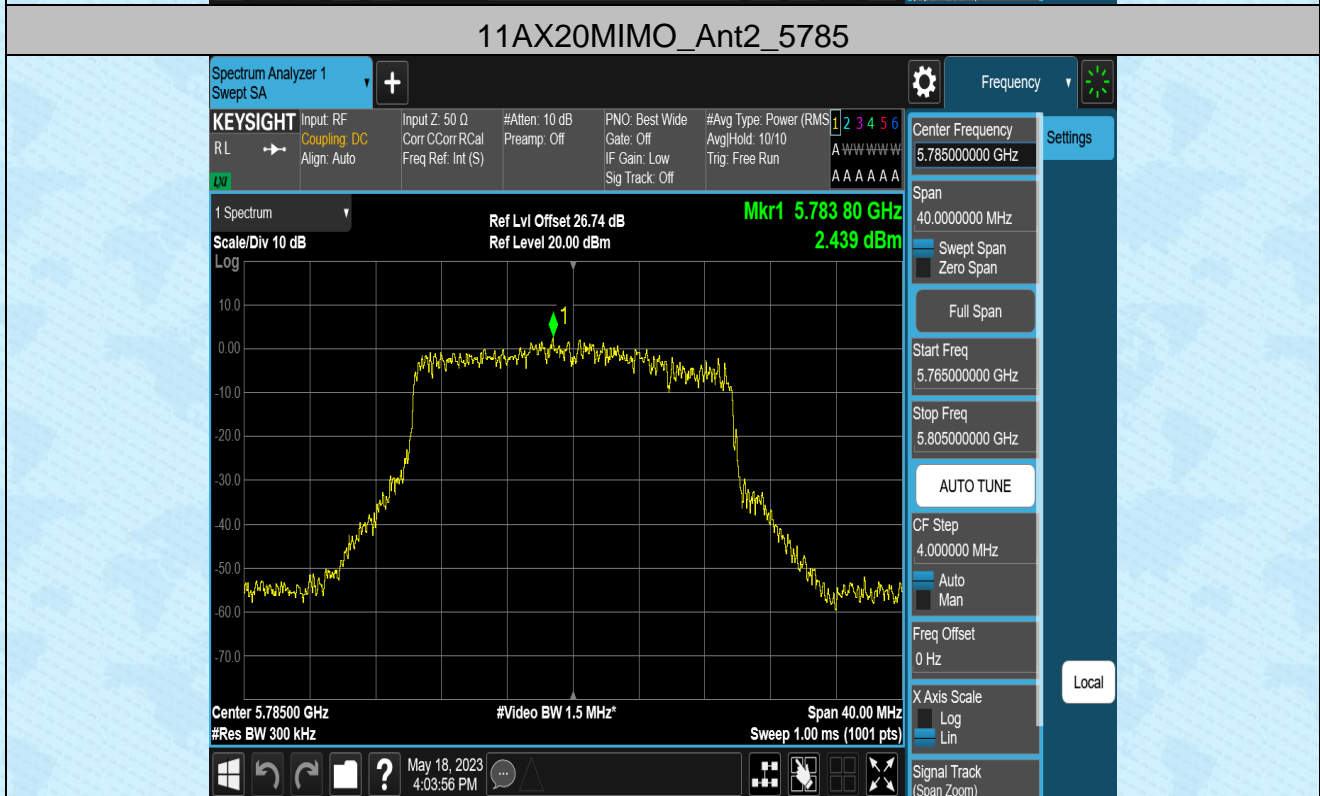 11AX20MIMO_Ant2_5785
Spectrum Analyzer 1
Swept SA
+
Frequency
KEYSIGHT
RL
LXI
Input: RF
Coupling: DC
Align: Auto
Input Z: 50 Ω
Corr CCorr RCal
Freq Ref: Int (S)
#Atten: 10 dB
Preamp: Off
PNO: Best Wide
Gate: Off
IF Gain: Low
Sig Track: Off
#Avg Type: Power (RMS
Avg|Hold: 10/10
Trig: Free Run
1 2 3 4 5 6
A W W W W W
A A A A A A
1 Spectrum
Scale/Div 10 dB
Log
Ref Lvl Offset 26.74 dB
Ref Level 20.00 dBm
Mkr1 5.783 80 GHz
2.439 dBm
1
10.0
0.00
-10.0
-20.0
-30.0
-40.0
-50.0
-60.0
-70.0
Center 5.78500 GHz
#Res BW 300 kHz
#Video BW 1.5 MHz*
Span 40.00 MHz
Sweep 1.00 ms (1001 pts)
Center Frequency
5.785000000 GHz
Settings
Span
40.0000000 MHz
Swept Span
Zero Span
Full Span
Start Freq
5.765000000 GHz
Stop Freq
5.805000000 GHz
AUTO TUNE
CF Step
4.000000 MHz
Auto
Man
Freq Offset
0 Hz
X Axis Scale
Log
Lin
Local
Signal Track
(Span Zoom)
?
May 18, 2023
4:03:56 PM